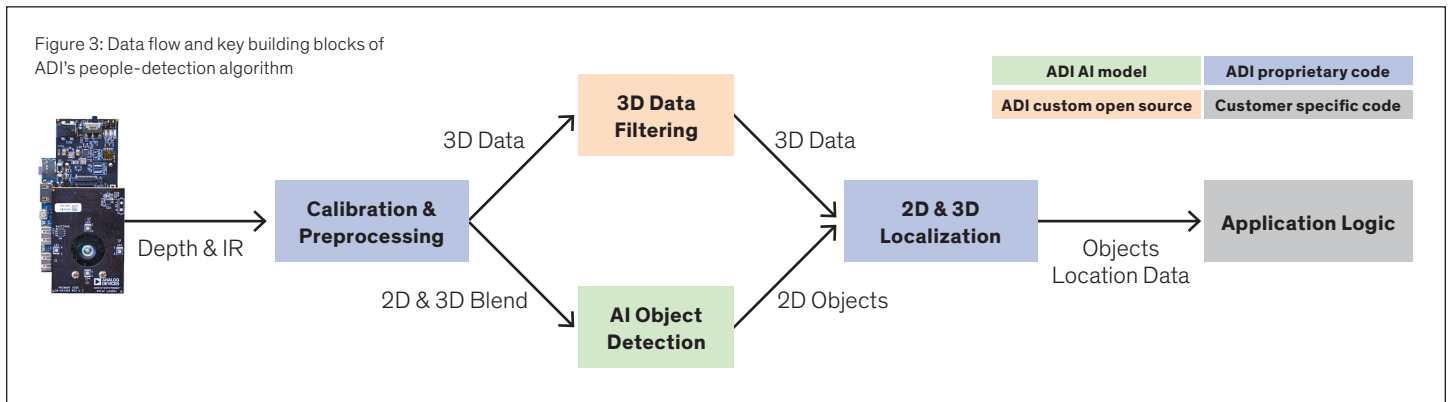 Figure 3: Data flow and key building blocks of
ADI's people-detection algorithm
ADI AI model
ADI proprietary code
ADI custom open source
Customer specific code
3D Data
Filtering
3D Data
3D Data
Calibration &
Preprocessing
2D & 3D
Localization
Application Logic
Depth & IR
Objects
Location Data
2D & 3D Blend
2D Objects
AI Object
Detection
ANALOG
DEVICES